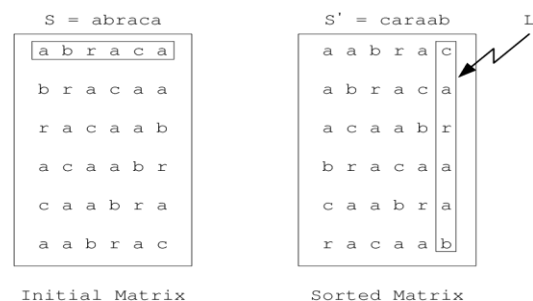 S = abraca
a b r a c a
b r a c a a
r a c a a b
a c a a b r
c a a b r a
a a b r a c
Initial Matrix
S' = caraab
L
a a b r a c
a b r a c a
a c a a b r
b r a c a a
c a a b r a
r a c a a b
Sorted Matrix